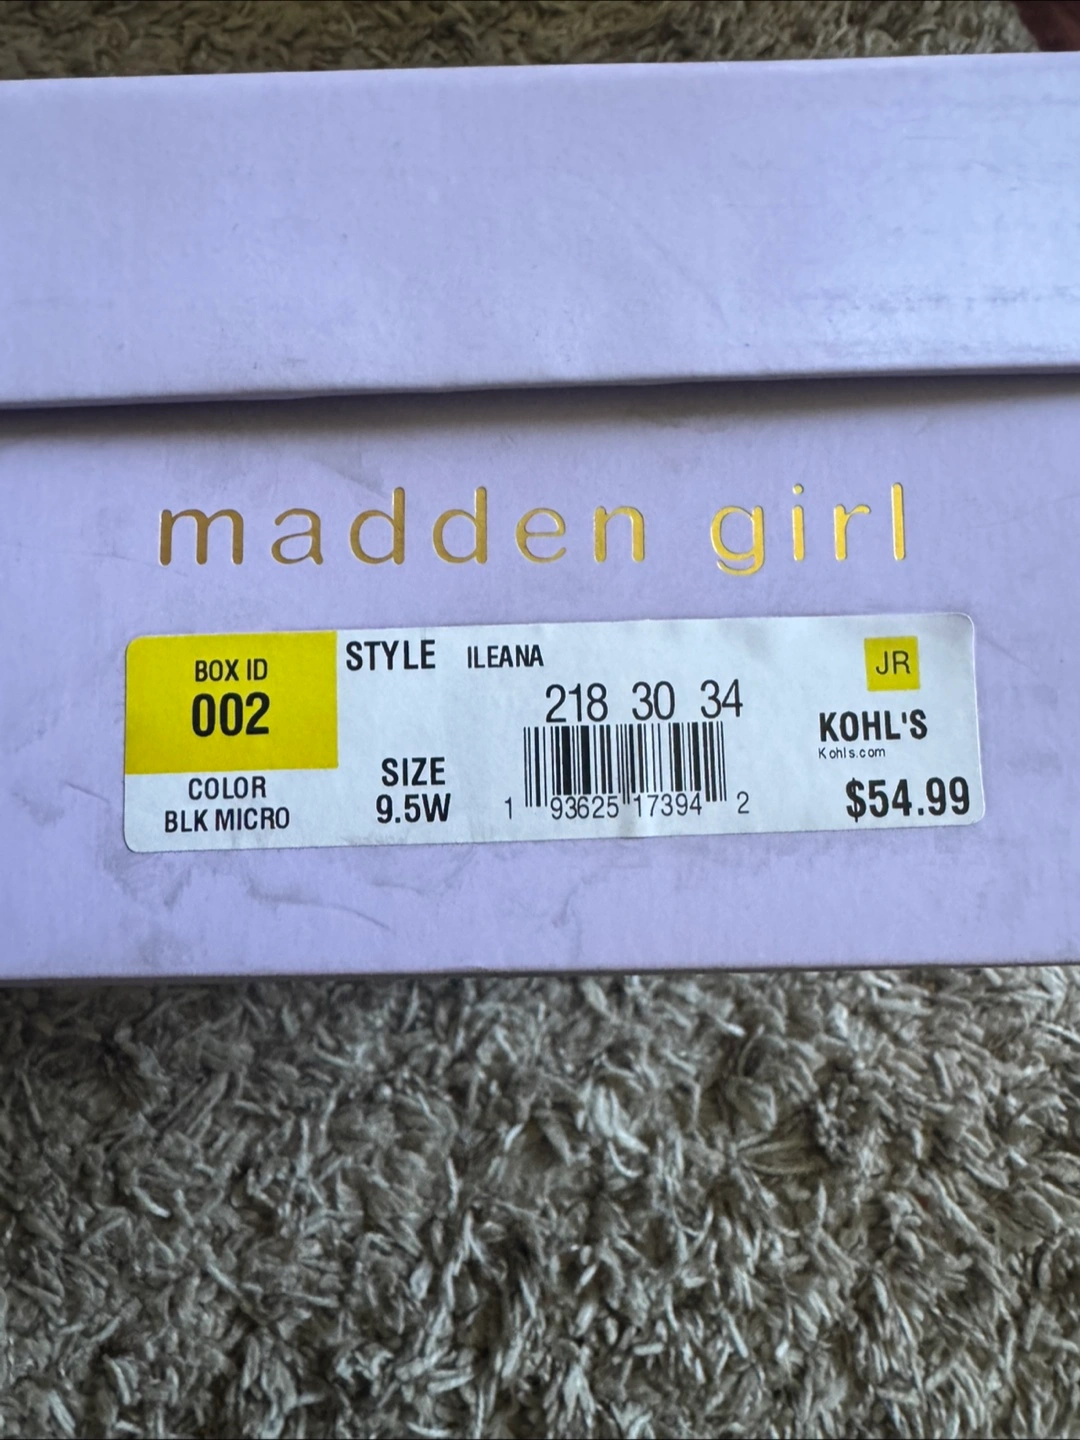 madden girl
BOX ID
002
COLOR
BLK MICRO
STYLE ILEANA
SIZE
9.5W
218 30 34
1 93625 17394 2
JR
KOHL'S
Kohls.com
$54.99